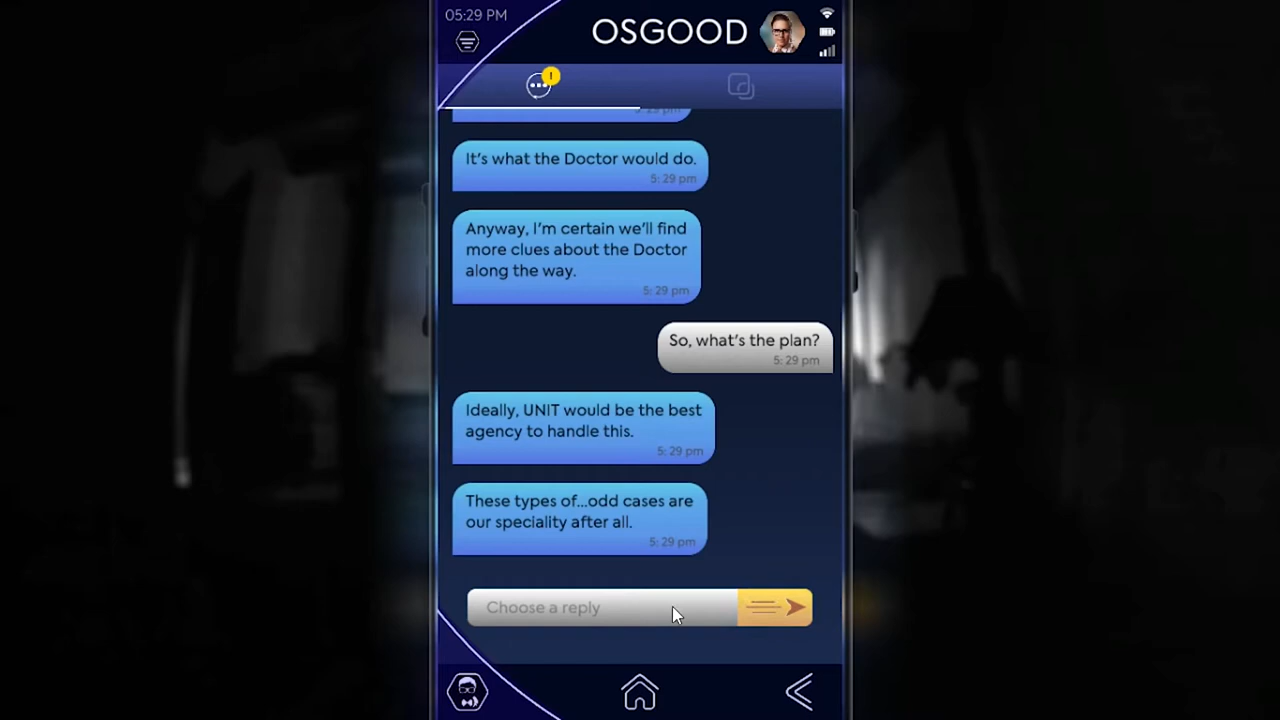 05:29 PM
OSGOOD
!
5:29 pm
It's what the Doctor would do.
5: 29 pm
Anyway, I'm certain we'll find
more clues about the Doctor
along the way.
5: 29 pm
So, what's the plan?
5: 29 pm
Ideally, UNIT would be the best
agency to handle this.
5: 29 pm
These types of...odd cases are
our speciality after all.
5: 29 pm
Choose a reply